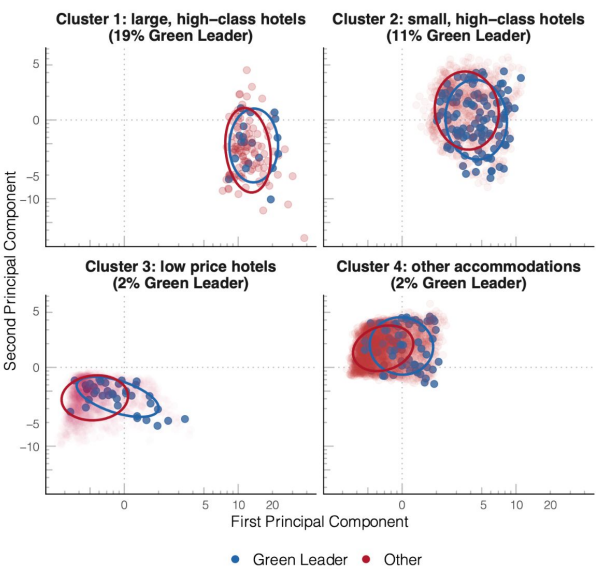 Cluster 1: large, high–class hotels
(19% Green Leader)
Cluster 2: small, high–class hotels
(11% Green Leader)
5
0
−5
−10
Cluster 3: low price hotels
(2% Green Leader)
Cluster 4: other accommodations
(2% Green Leader)
5
0
−5
−10
Second Principal Component
0
10
20
0
5
10
20
First Principal Component
Green Leader
Other